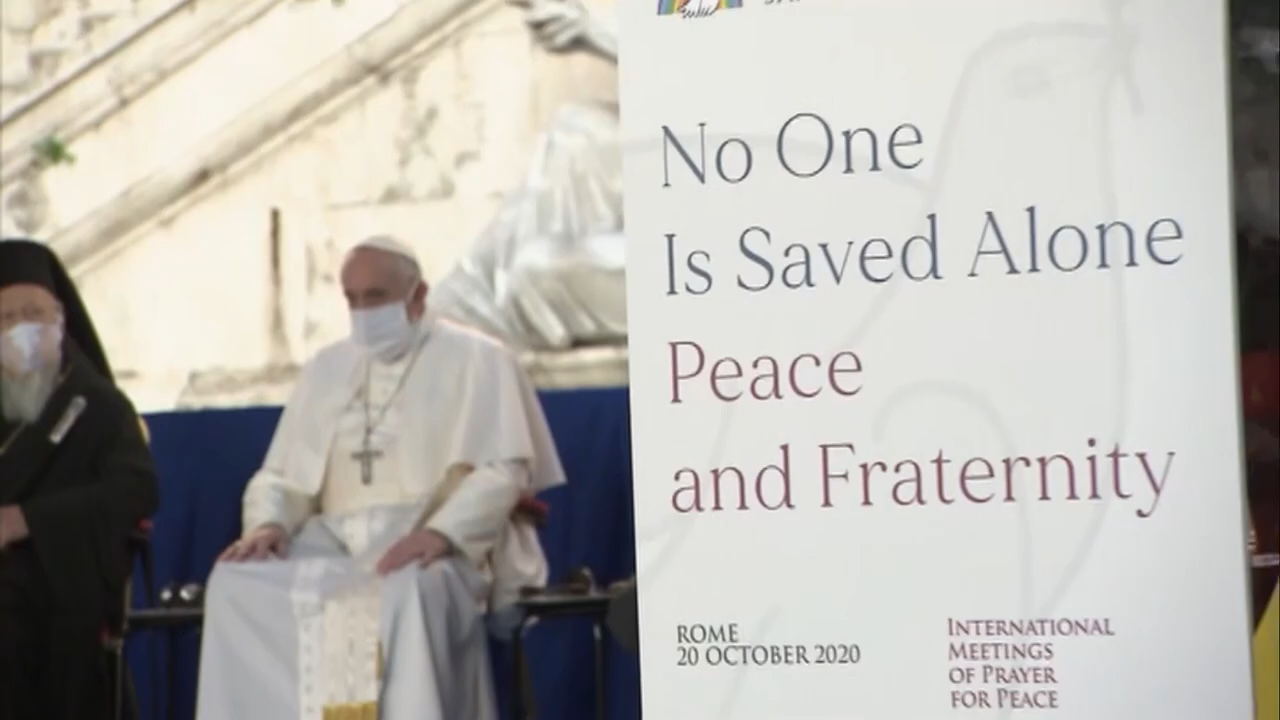 No One
Is Saved Alone
Peace
and Fraternity
ROME
20 OCTOBER 2020
INTERNATIONAL
MEETINGS
OF PRAYER
FOR PEACE